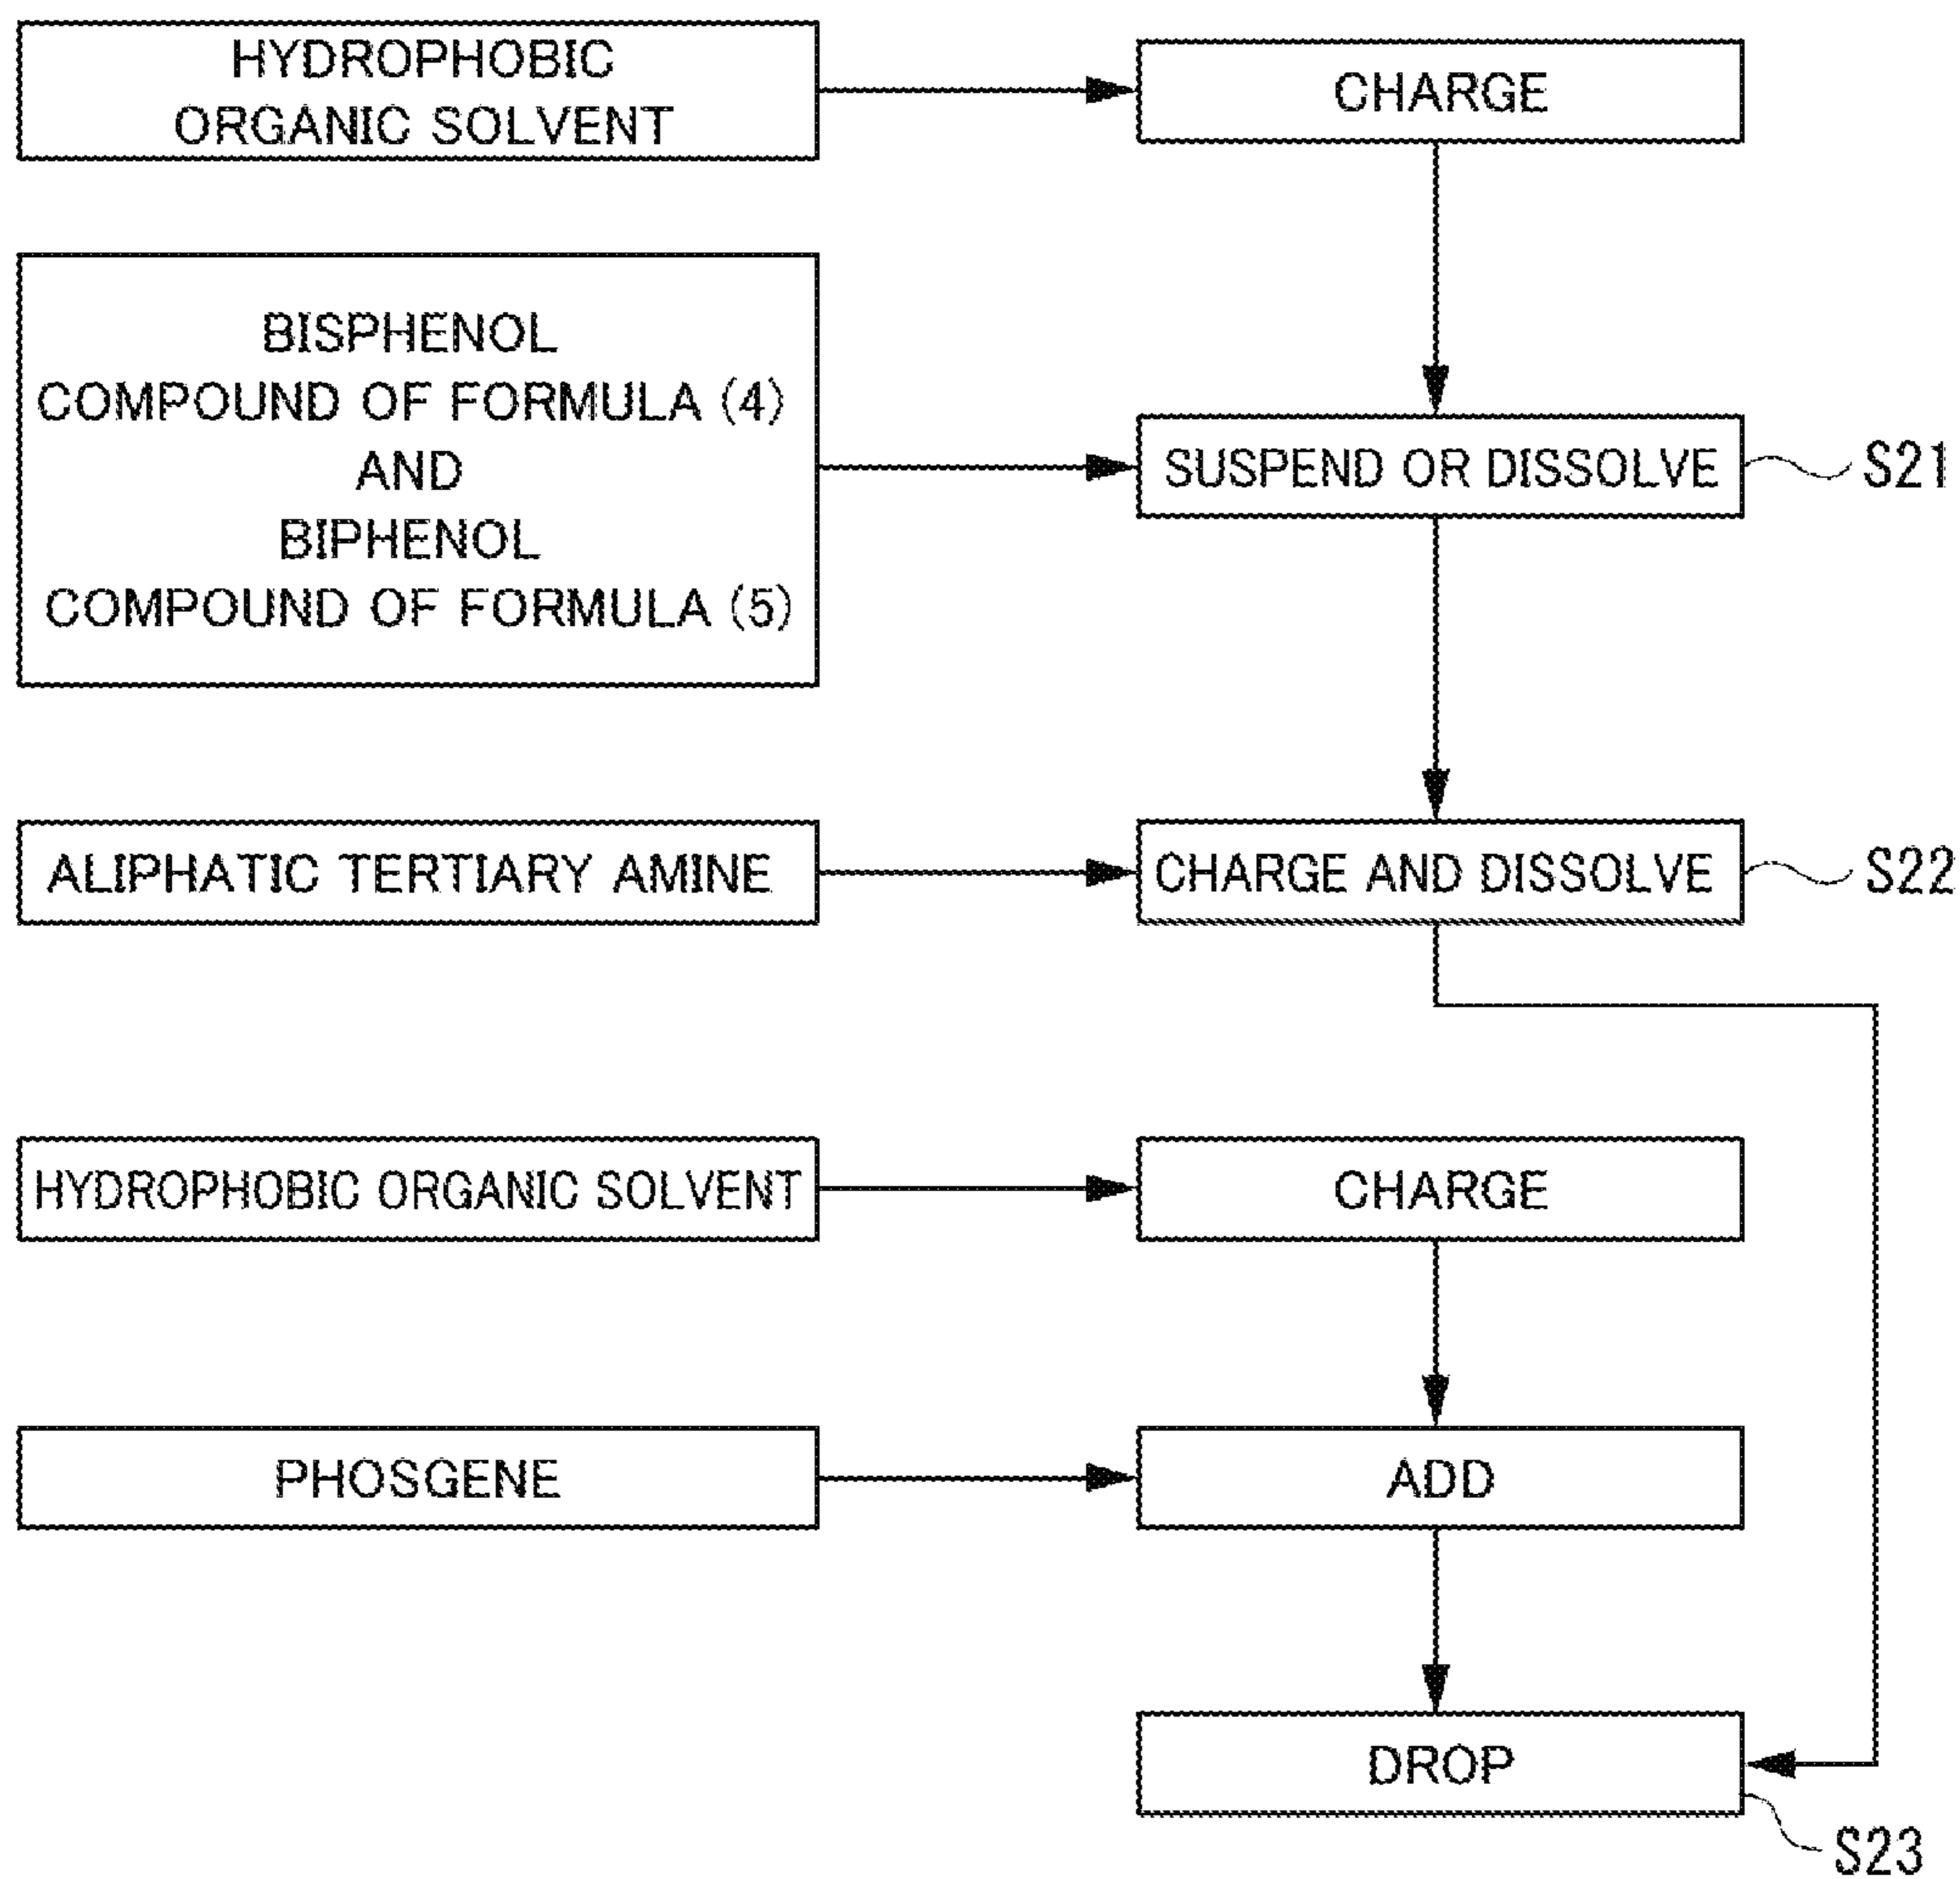 HYDROPHOBIC
ORGANIC SOLVENT
CHARGE
BISPHENOL
COMPOUND OF FORMULA (4)
AND
BIPHENOL
COMPOUND OF FORMULA (5)
SUSPEND OR DISSOLVE
S21
ALIPHATIC TERTIARY AMINE
CHARGE AND DISSOLVE
S22
HYDROPHOBIC ORGANIC SOLVENT
CHARGE
PHOSGENE
ADD
DROP
S23